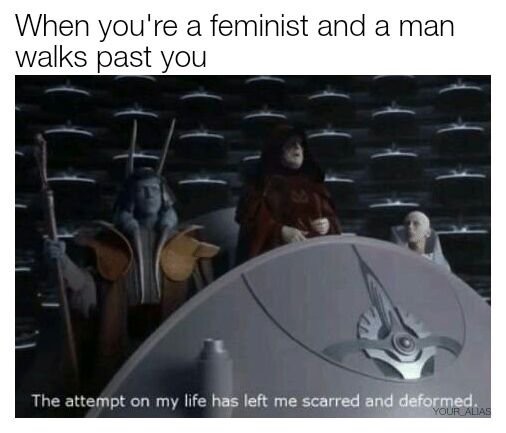 When you're a feminist and a man
walks past you
The attempt on my life has left me scarred and deformed.
YOUR_ALIAS